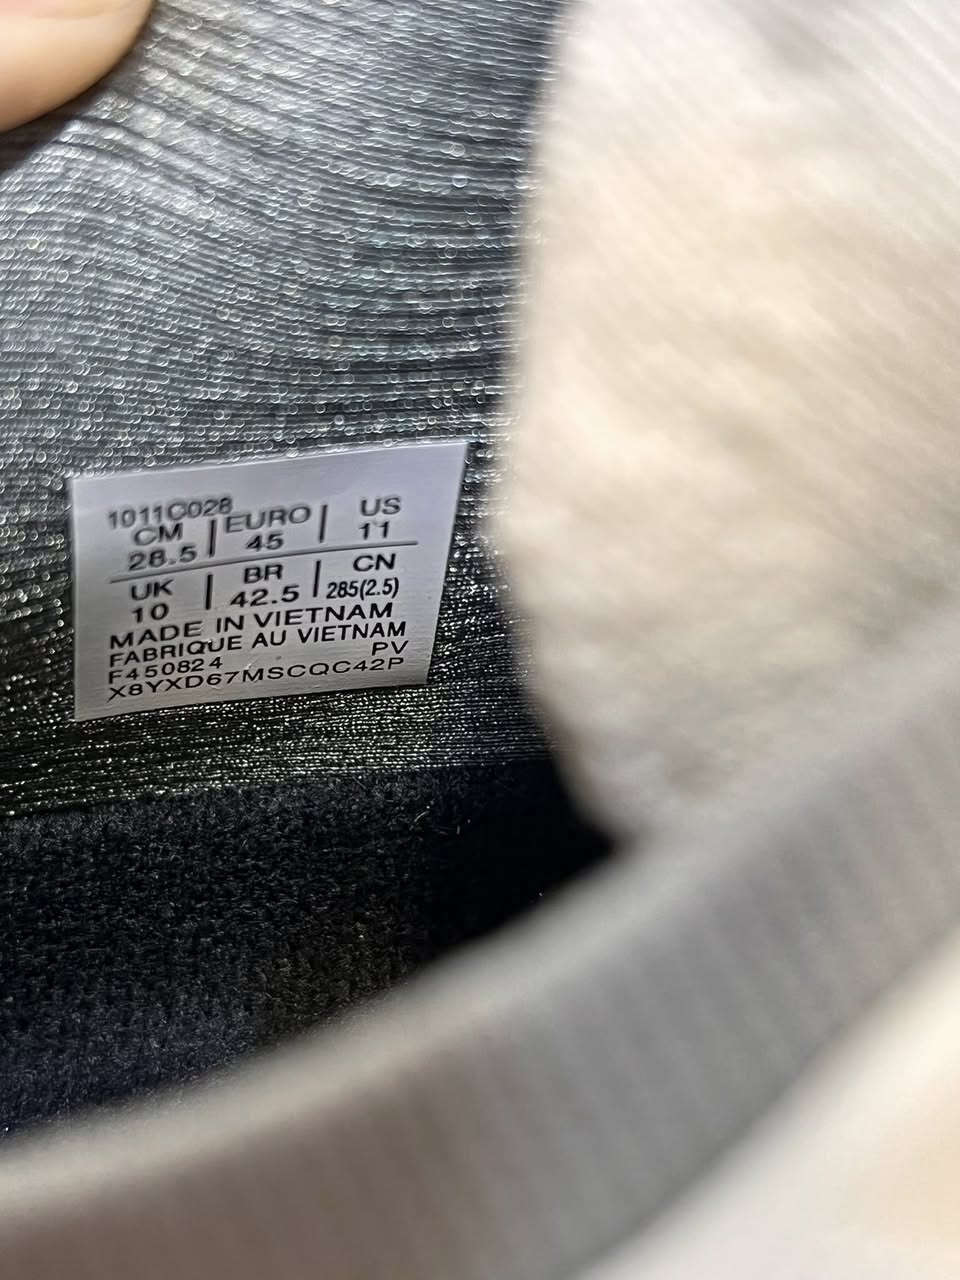 1011C028
CM | EURO | US
28.5 | 45 | 11
UK | BR | CN
10 | 42.5 | 285(2.5)
MADE IN VIETNAM
FABRIQUE AU VIETNAM
F450824 PV
X8YXD67MSCQC42P